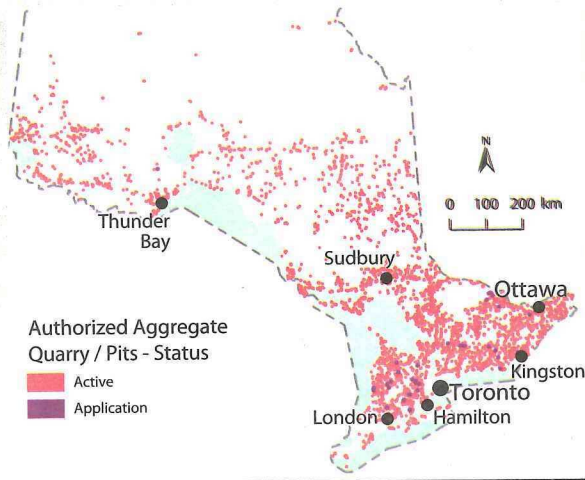 N
0 100 200 km
Thunder
Bay
Sudbury
Ottawa
Authorized Aggregate
Quarry / Pits - Status
Active
Application
Kingston
Toronto
London
Hamilton